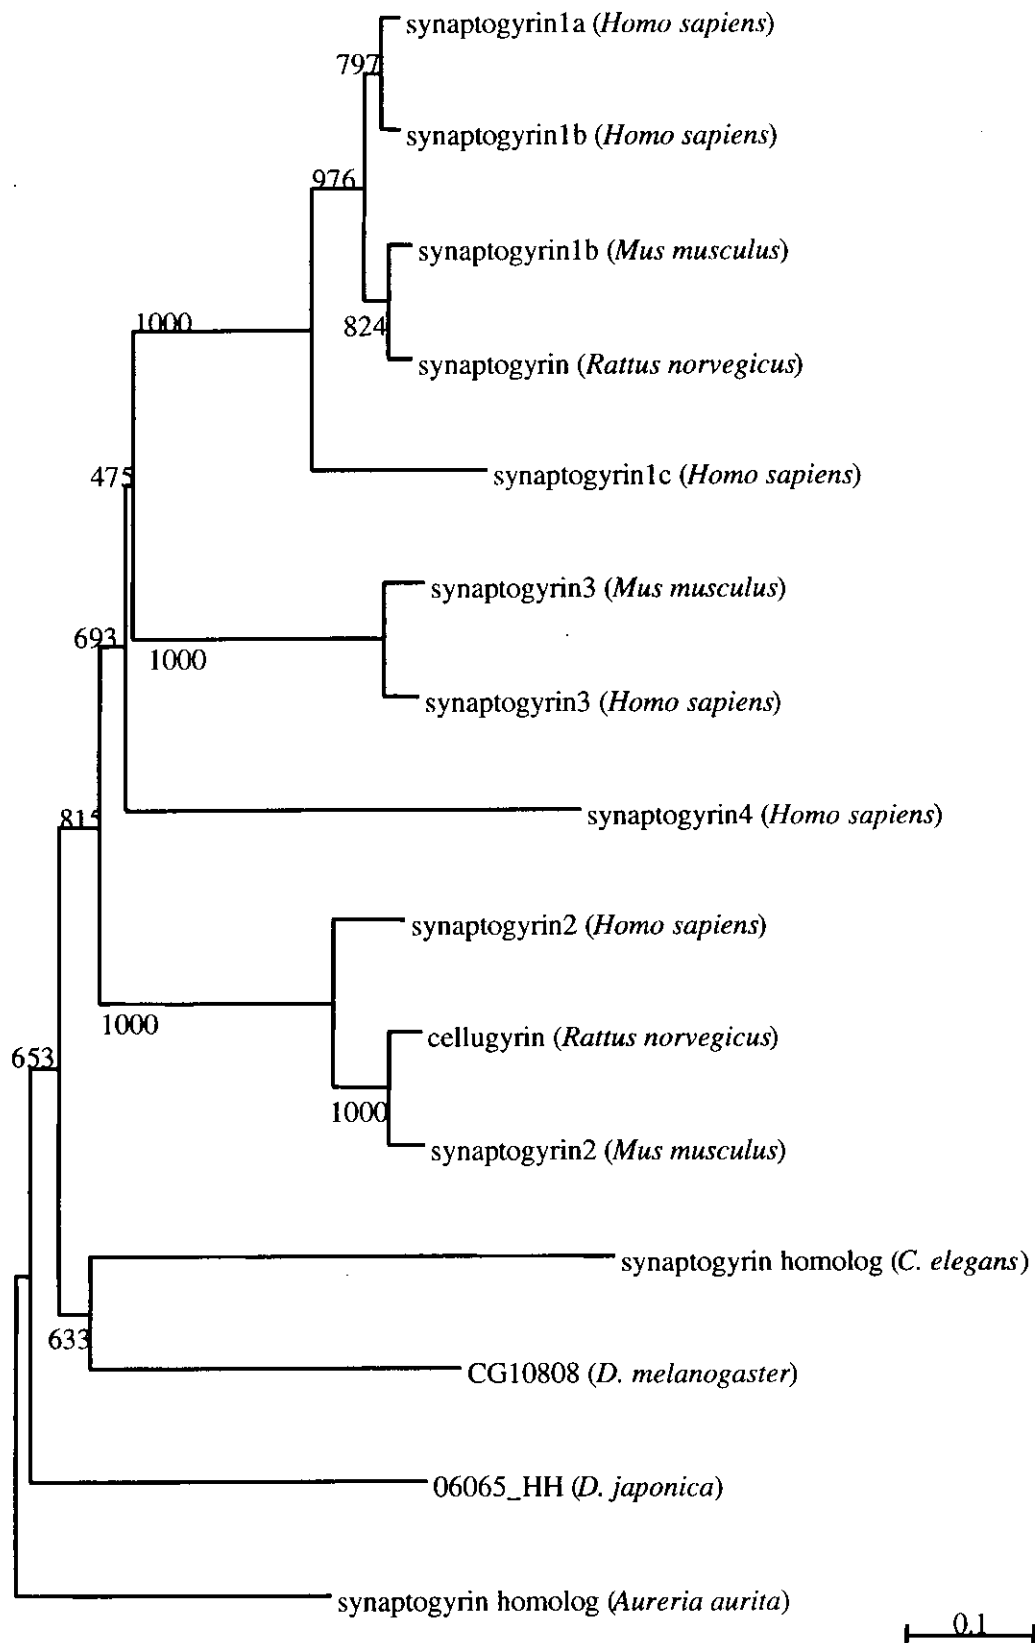 synaptogyrin1a (Homo sapiens)
797
synaptogyrin1b (Homo sapiens)
976
synaptogyrin1b (Mus musculus)
824
synaptogyrin (Rattus norvegicus)
1000
synaptogyrin1c (Homo sapiens)
475
synaptogyrin3 (Mus musculus)
693
1000
synaptogyrin3 (Homo sapiens)
synaptogyrin4 (Homo sapiens)
synaptogyrin2 (Homo sapiens)
1000
cellugyrin (Rattus norvegicus)
653
1000
synaptogyrin2 (Mus musculus)
synaptogyrin homolog (C. elegans)
633
CG10808 (D. melanogaster)
06065_HH (D. japonica)
synaptogyrin homolog (Aureria aurita)
0.1